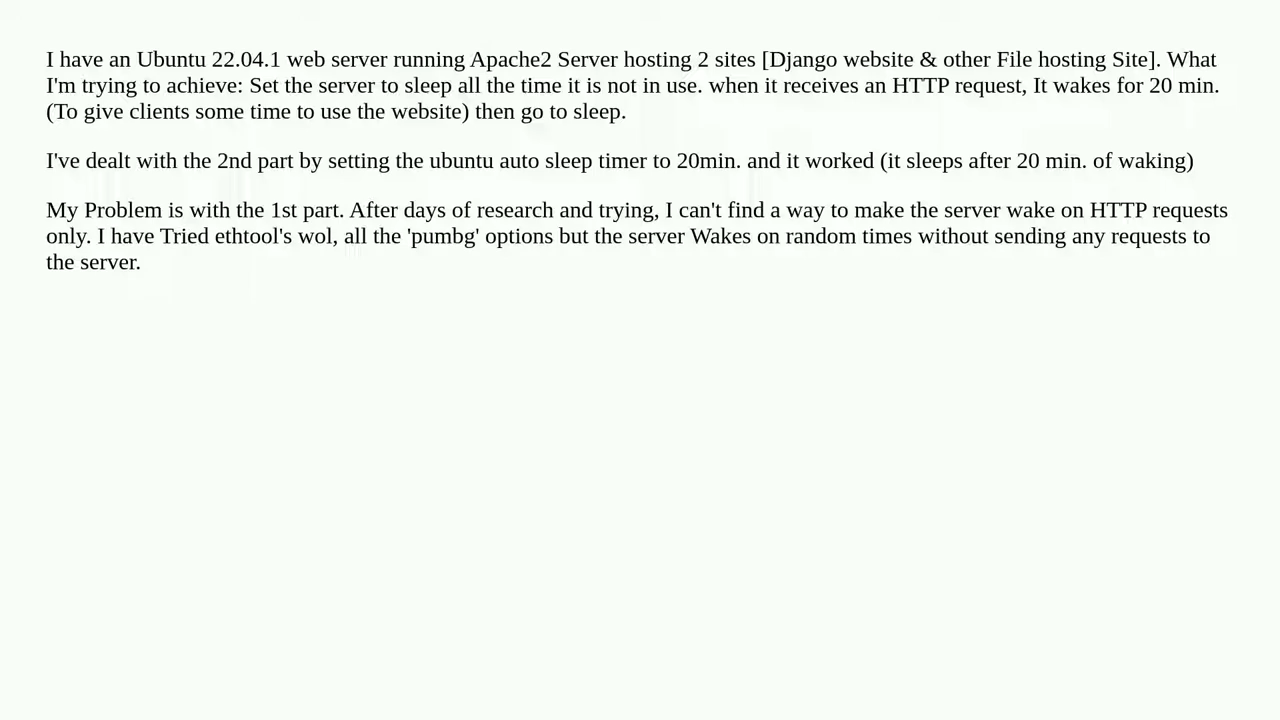 I have an Ubuntu 22.04.1 web server running Apache2 Server hosting 2 sites [Django website & other File hosting Site]. What
I'm trying to achieve: Set the server to sleep all the time it is not in use. when it receives an HTTP request, It wakes for 20 min.
(To give clients some time to use the website) then go to sleep.
I've dealt with the 2nd part by setting the ubuntu auto sleep timer to 20min. and it worked (it sleeps after 20 min. of waking)
My Problem is with the 1st part. After days of research and trying, I can't find a way to make the server wake on HTTP requests
only. I have Tried ethtool's wol, all the 'pumbg' options but the server Wakes on random times without sending any requests to
the server.